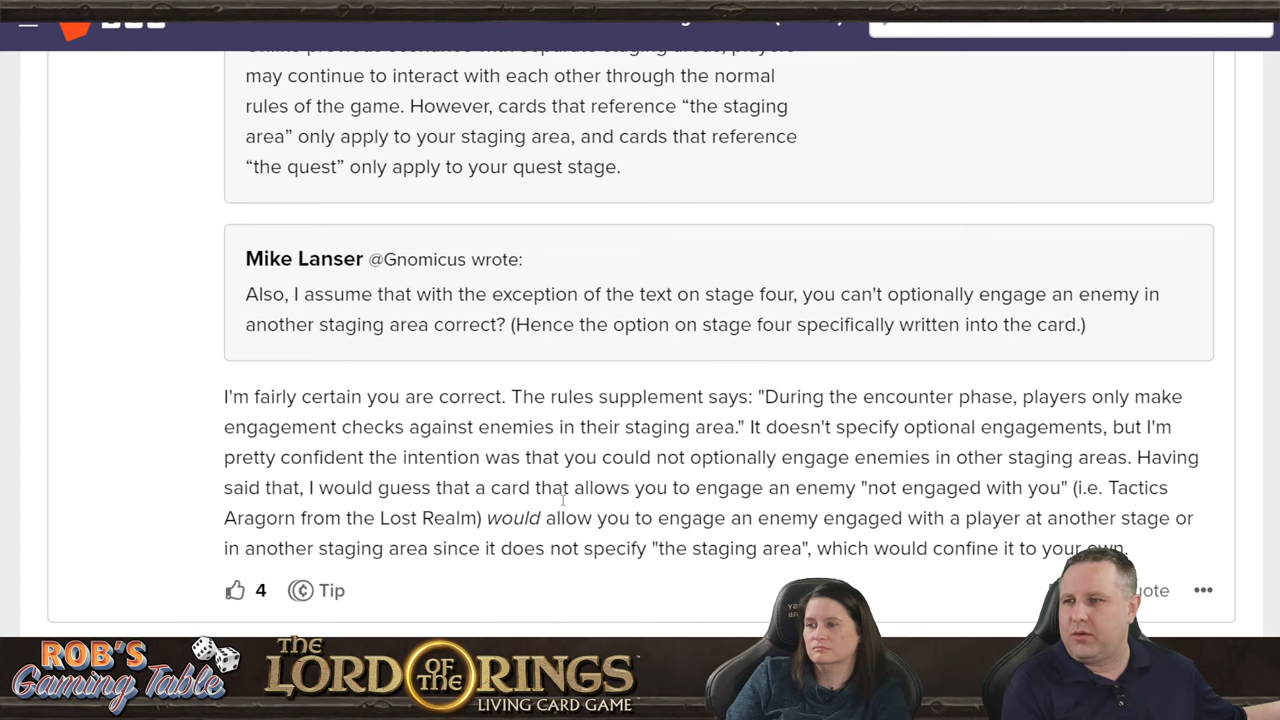 may continue to interact with each other through the normal
rules of the game. However, cards that reference “the staging
area” only apply to your staging area, and cards that reference
“the quest” only apply to your quest stage.
Mike Lanser @Gnomicus wrote:
Also, I assume that with the exception of the text on stage four, you can't optionally engage an enemy in
another staging area correct? (Hence the option on stage four specifically written into the card.)
I'm fairly certain you are correct. The rules supplement says: "During the encounter phase, players only make
engagement checks against enemies in their staging area." It doesn't specify optional engagements, but I'm
pretty confident the intention was that you could not optionally engage enemies in other staging areas. Having
said that, I would guess that a card that allows you to engage an enemy "not engaged with you" (i.e. Tactics
Aragorn from the Lost Realm) would allow you to engage an enemy engaged with a player at another stage or
in another staging area since it does not specify "the staging area", which would confine it to your own.
4 Tip
ROB'S
Gaming Table
THE
LORD OF THE RINGS
LIVING CARD GAME